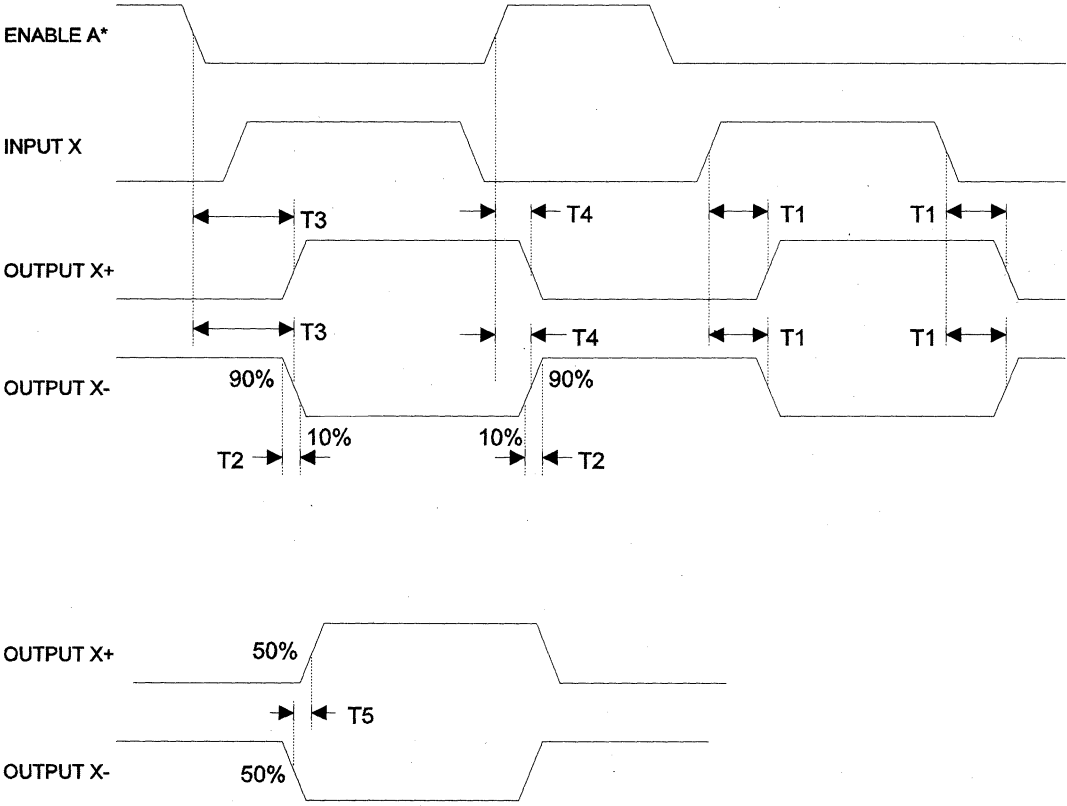 ENABLE A*
INPUT X
T3
T4
T1
T1
OUTPUT X+
T3
T4
T1
T1
OUTPUT X-
90%
90%
10%
10%
T2
T2
OUTPUT X+
50%
T5
OUTPUT X-
50%